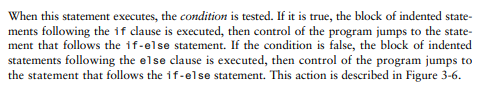 When this statement executes, the condition is tested. If it is true, the block of indented state-
ments following the if clause is executed, then control of the program jumps to the state-
ment that follows the if-else statement. If the condition is false, the block of indented
statements following the else clause is executed, then control of the program jumps to
the statement that follows the if-else statement. This action is described in Figure 3-6.